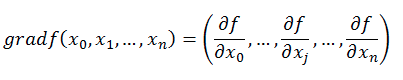 gradf(x₀, x₁, …, xₙ) = (∂f/∂x₀, …, ∂f/∂xⱼ, …, ∂f/∂xₙ)